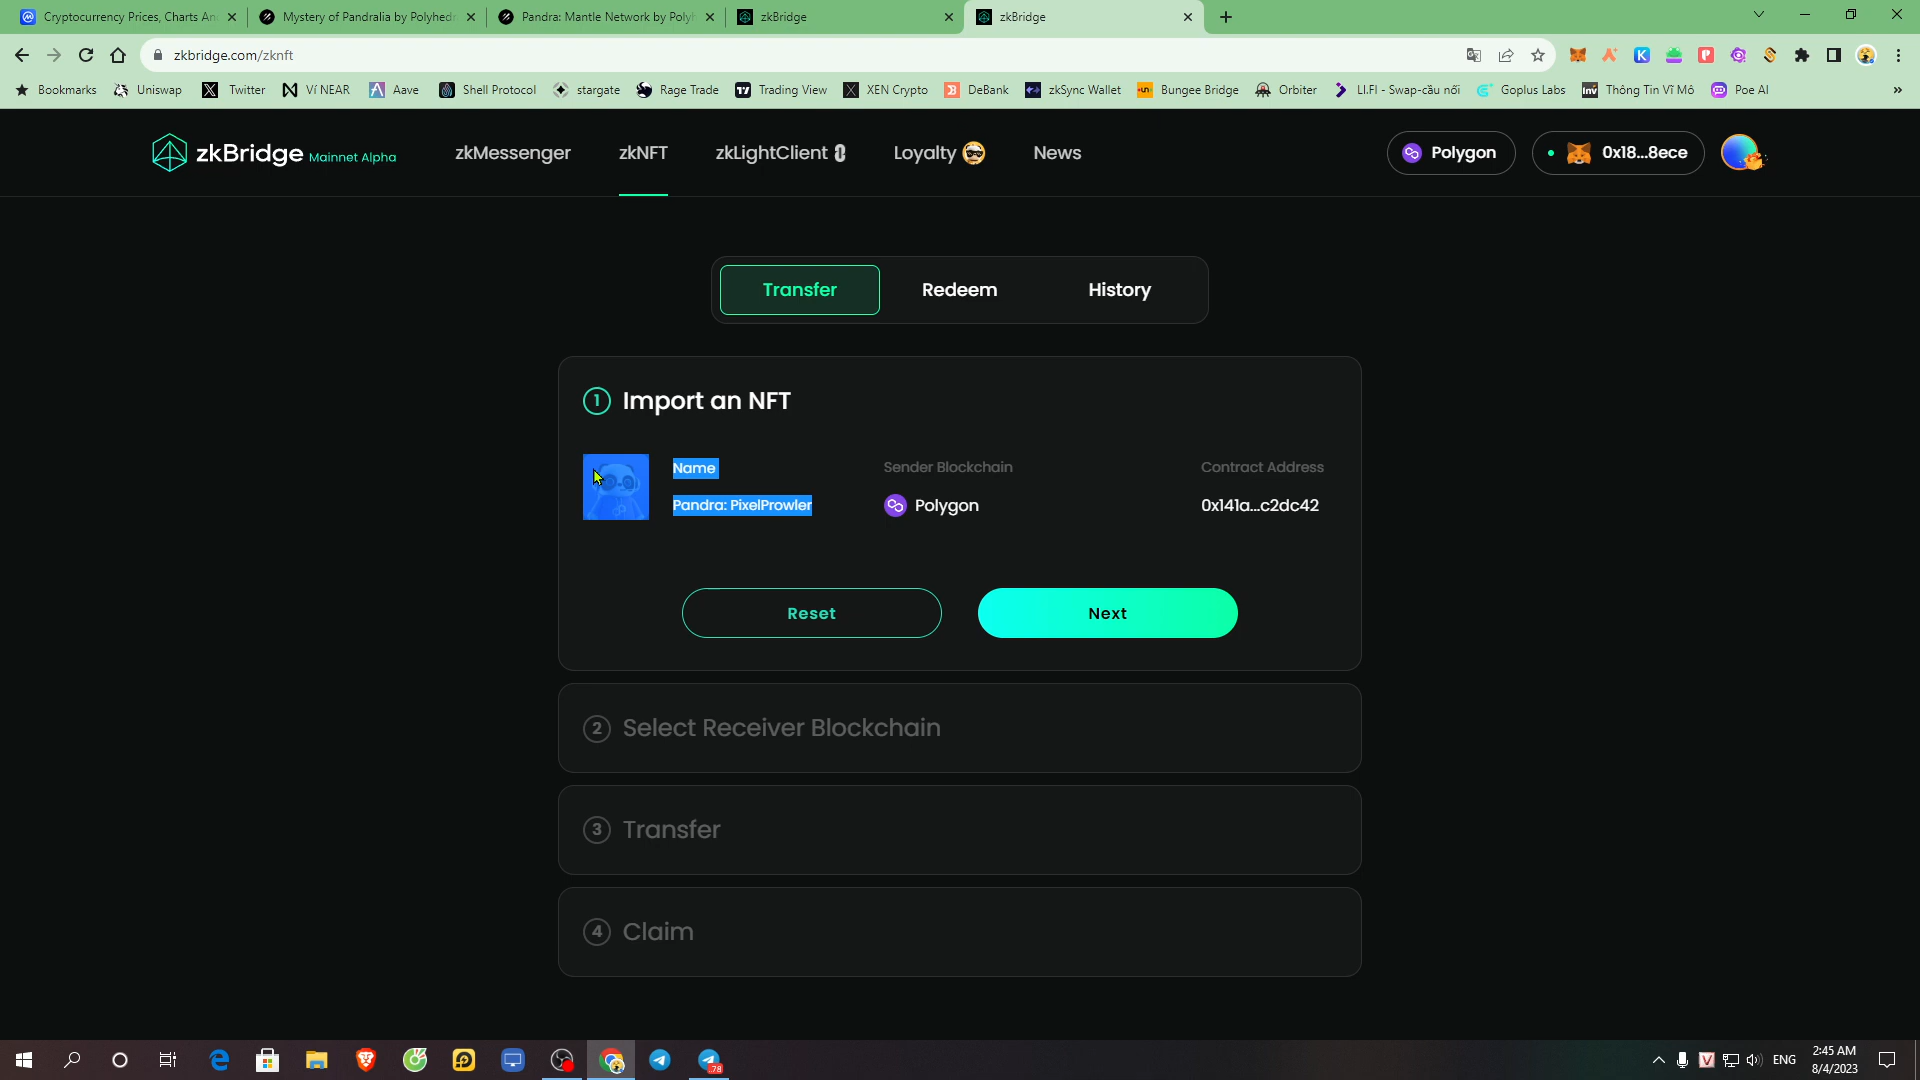 Cryptocurrency Prices, Charts An
Mystery of Pandralia by Polyhedr
Pandra: Mantle Network by Polyh
zkBridge
zkBridge
zkbridge.com/zknft
Bookmarks
Uniswap
Twitter
Ví NEAR
Aave
Shell Protocol
stargate
Rage Trade
Trading View
XEN Crypto
DeBank
zkSync Wallet
Bungee Bridge
Orbiter
LI.FI - Swap-cầu nối
Goplus Labs
Thông Tin Vĩ Mô
Poe AI
zkBridge Mainnet Alpha
zkMessenger
zkNFT
zkLightClient
Loyalty
News
Polygon
0x18...8ece
Transfer
Redeem
History
1 Import an NFT
Name
Sender Blockchain
Contract Address
Pandra: PixelProwler
Polygon
0x141a...c2dc42
Reset
Next
2 Select Receiver Blockchain
3 Transfer
4 Claim
78
ENG
2:45 AM
8/4/2023